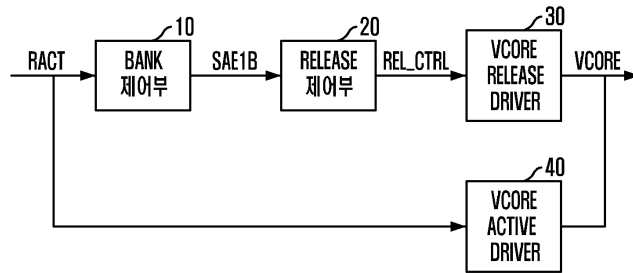 10
20
30
RACT
BANK
제어부
SAE1B
RELEASE
제어부
REL_CTRL
VCORE
RELEASE
DRIVER
VCORE
40
VCORE
ACTIVE
DRIVER